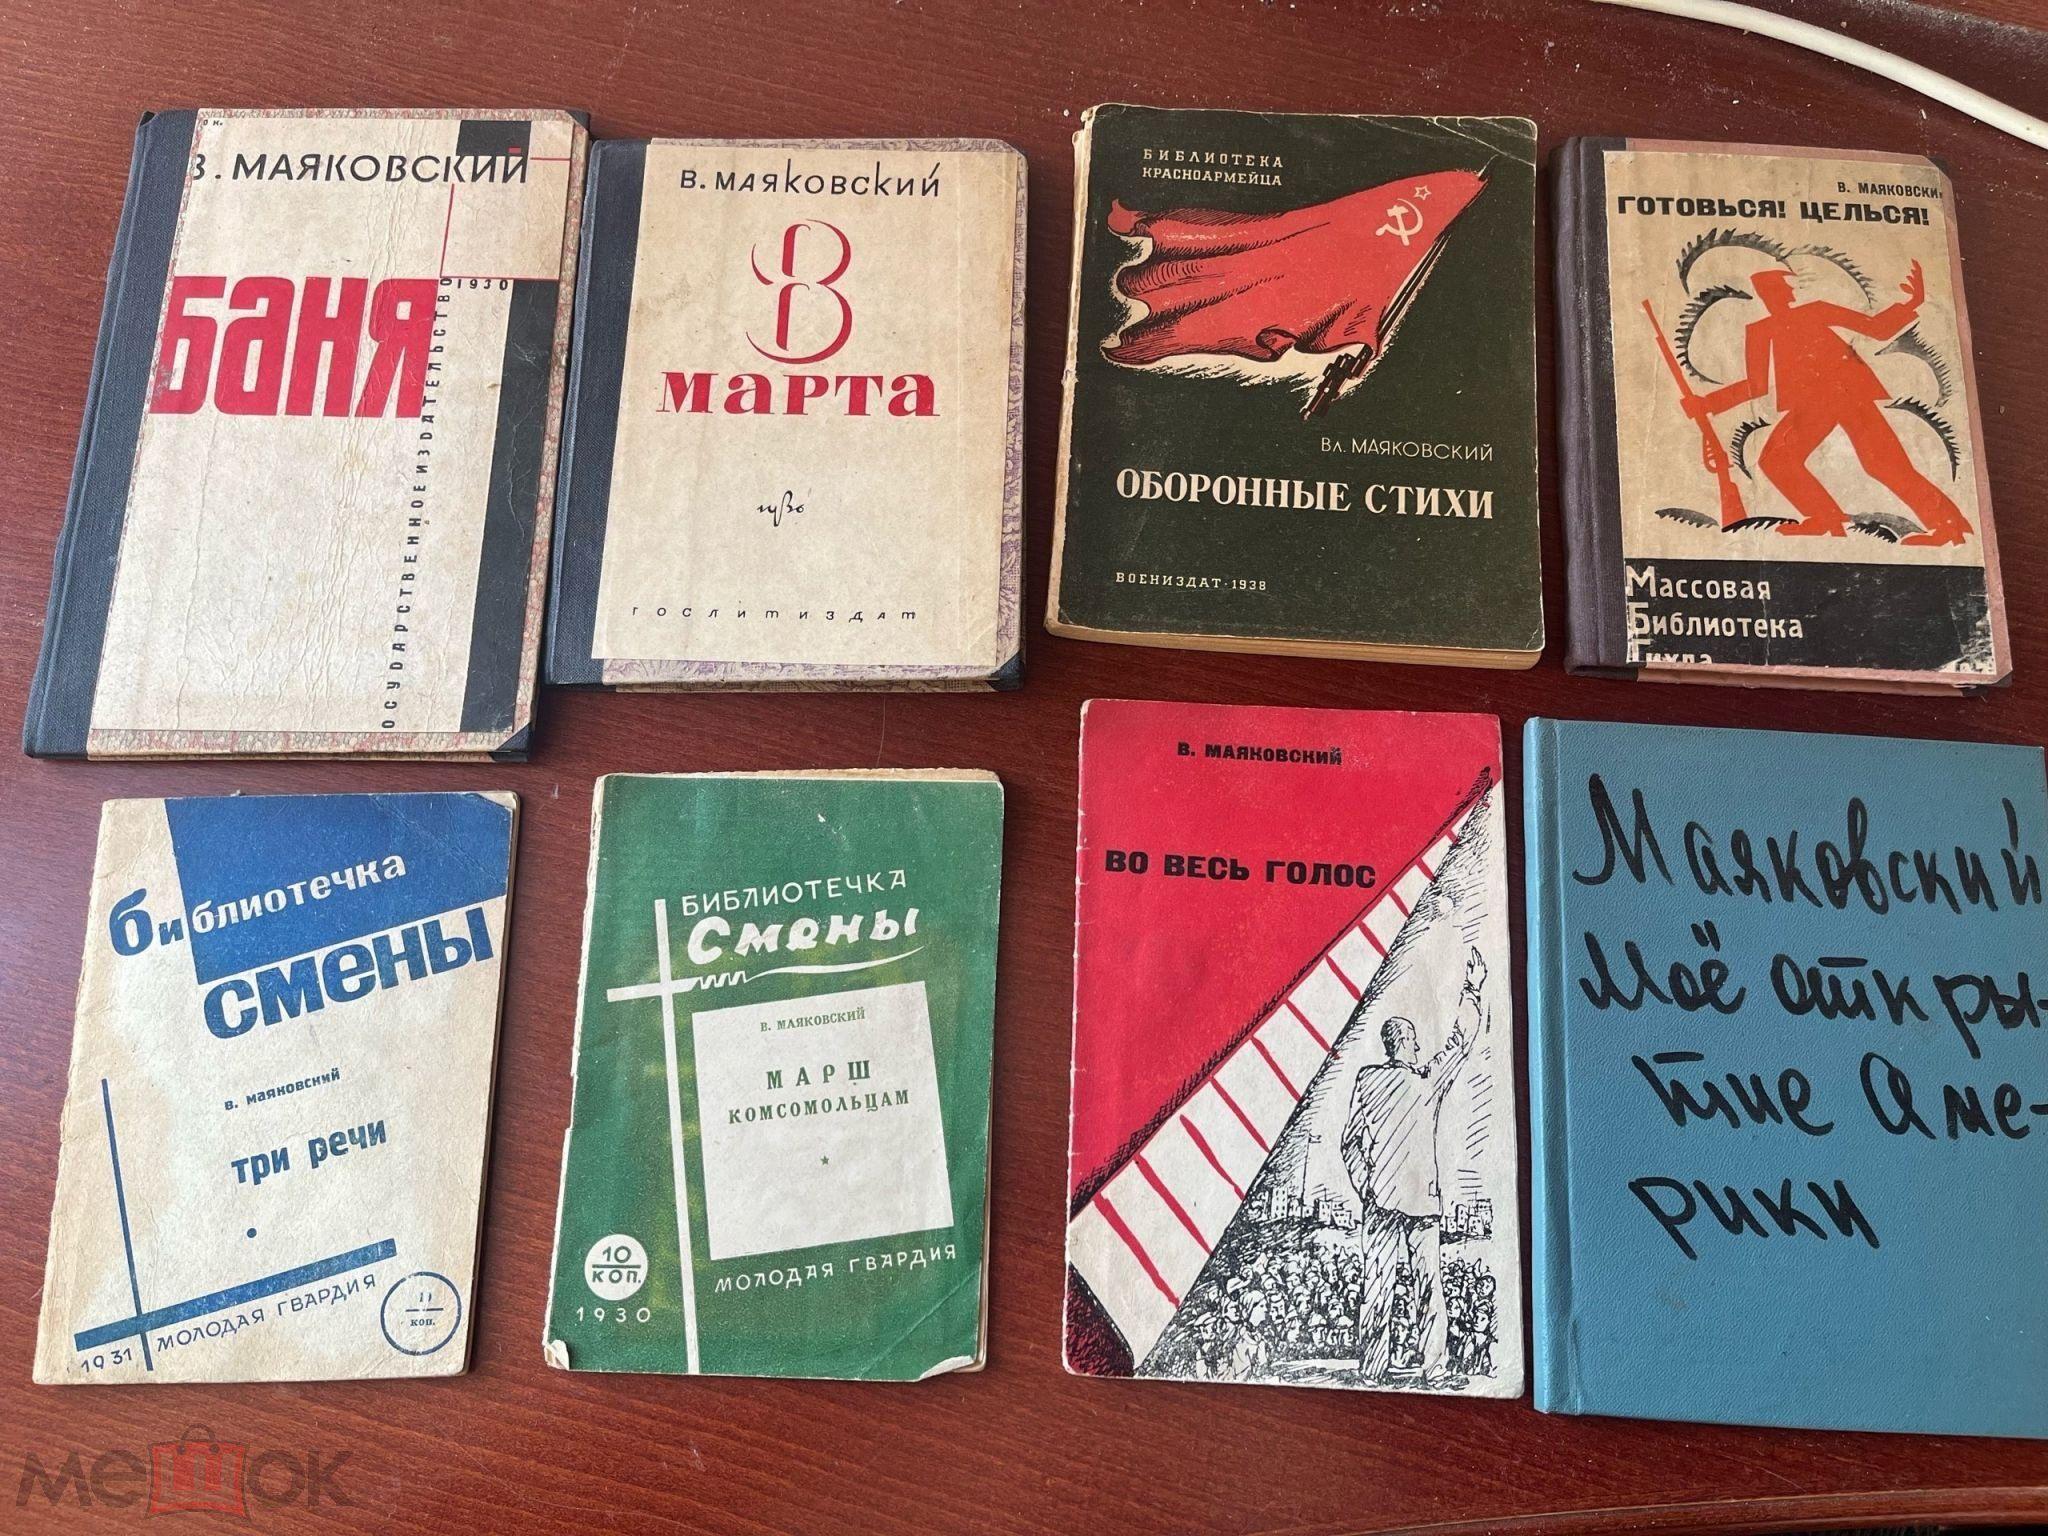 В. МАЯКОВСКИЙ
БАНЯ
1930
ГОСУДАРСТВЕННОЕ ИЗДАТЕЛЬСТВО
В. МАЯКОВСКИЙ
8
МАРТА
ГОСЛИТИЗДАТ
БИБЛИОТЕКА
КРАСНОАРМЕЙЦА
Вл. МАЯКОВСКИЙ
ОБОРОННЫЕ СТИХИ
ВОЕНИЗДАТ · 1938
В. МАЯКОВСКИ
ГОТОВЬСЯ! ЦЕЛЬСЯ!
Массовая
Библиотека
Гихла
библиотечка
смены
в. маяковский
три речи
МОЛОДАЯ ГВАРДИЯ
1931
коп.
БИБЛИОТЕЧКА
Смены
В. МАЯКОВСКИЙ
МАРШ
КОМСОМОЛЬЦАМ
10
КОП.
МОЛОДАЯ ГВАРДИЯ
1930
В. МАЯКОВСКИЙ
ВО ВЕСЬ ГОЛОС
Маяковский
Моё откры-
тие Аме-
рики
мешок